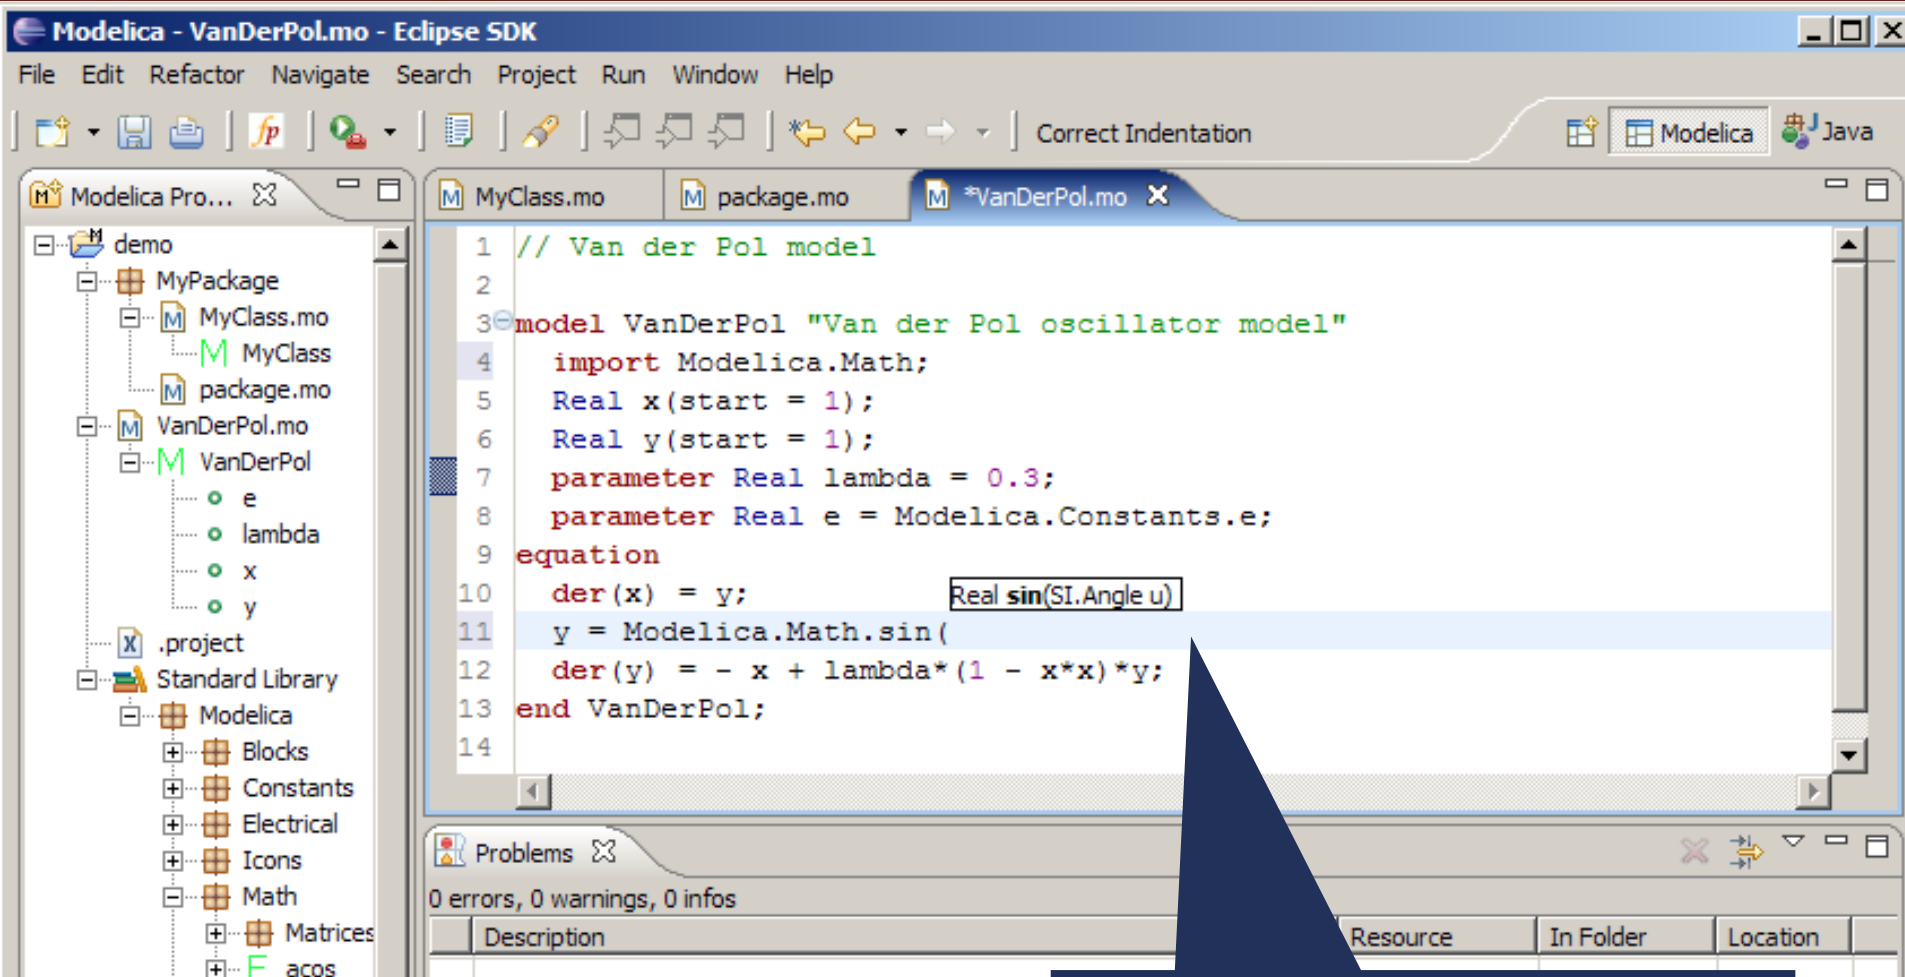 Modelica - VanDerPol.mo - Eclipse SDK
File Edit Refactor Navigate Search Project Run Window Help
fp Correct Indentation Modelica Java
Modelica Pro...
demo
MyPackage
MyClass.mo
MyClass
package.mo
VanDerPol.mo
VanDerPol
e
lambda
x
y
.project
Standard Library
Modelica
Blocks
Constants
Electrical
Icons
Math
Matrices
acos
MyClass.mo package.mo *VanDerPol.mo
1 // Van der Pol model
2
3 model VanDerPol "Van der Pol oscillator model"
4 import Modelica.Math;
5 Real x(start = 1);
6 Real y(start = 1);
7 parameter Real lambda = 0.3;
8 parameter Real e = Modelica.Constants.e;
9 equation
10 der(x) = y;
Real sin(SI.Angle u)
11 y = Modelica.Math.sin(
12 der(y) = - x + lambda*(1 - x*x)*y;
13 end VanDerPol;
14
Problems
0 errors, 0 warnings, 0 infos
Description Resource In Folder Location